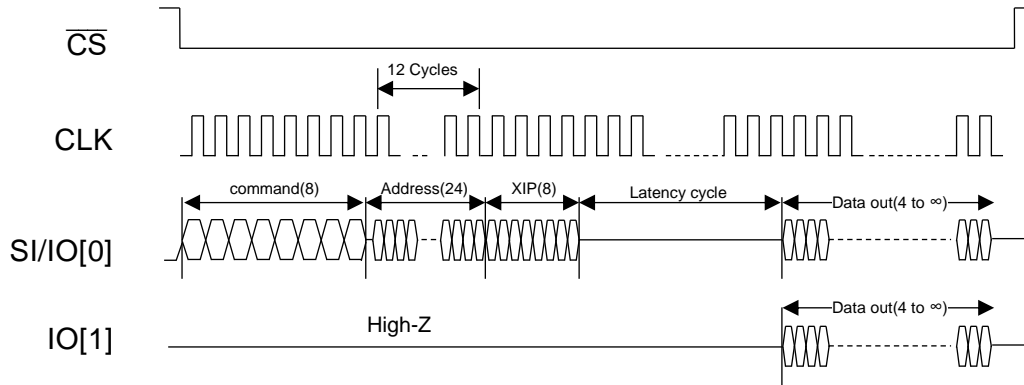 CS
12 Cycles
CLK
command(8) Address(24) XIP(8) Latency cycle Data out(4 to ∞)
SI/IO[0]
Data out(4 to ∞)
High-Z
IO[1]